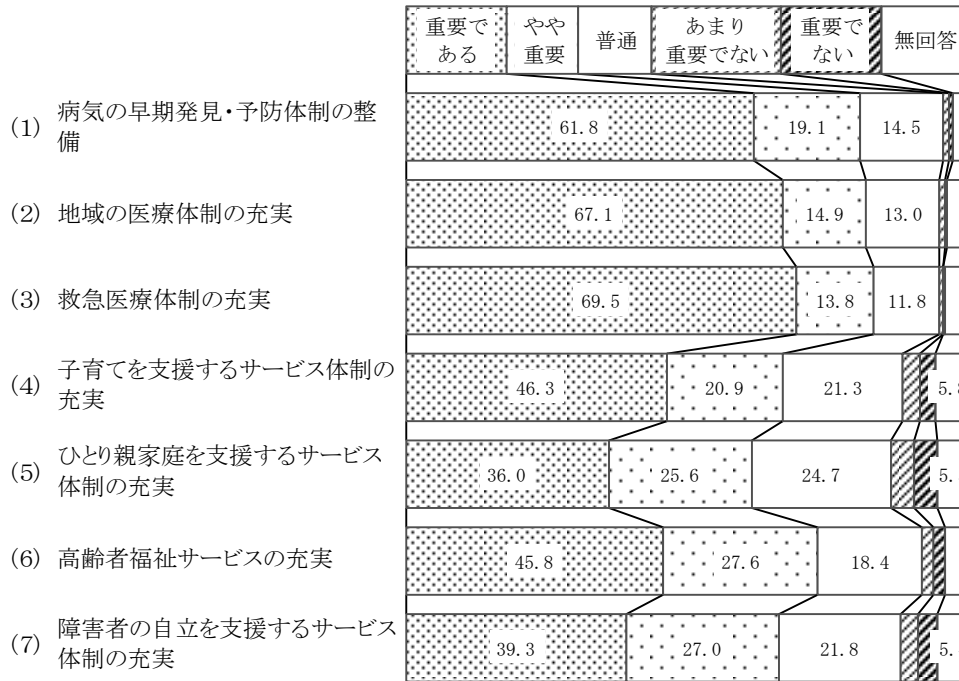 重要で
ある
やや
重要
普通
あまり
重要でない
重要で
ない
無回答
(1) 病気の早期発見・予防体制の整
備
61.8 19.1 14.5
(2) 地域の医療体制の充実
67.1 14.9 13.0
(3) 救急医療体制の充実
69.5 13.8 11.8
(4) 子育てを支援するサービス体制の
充実
46.3 20.9 21.3
(5) ひとり親家庭を支援するサービス
体制の充実
36.0 25.6 24.7
(6) 高齢者福祉サービスの充実
45.8 27.6 18.4
(7) 障害者の自立を支援するサービス
体制の充実
39.3 27.0 21.8